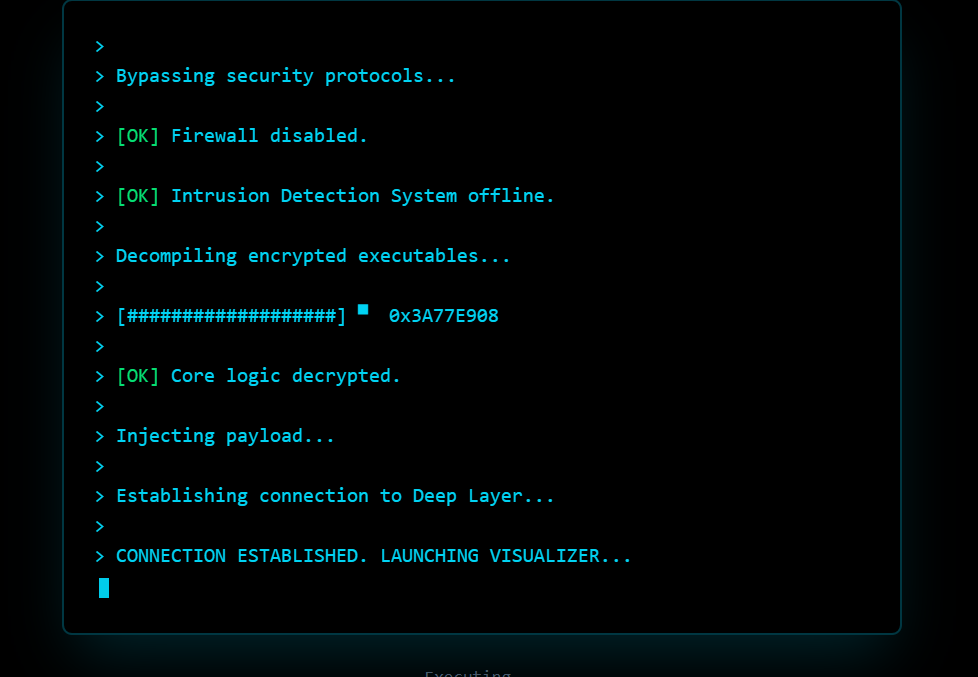 >
> Bypassing security protocols...
>
> [OK] Firewall disabled.
>
> [OK] Intrusion Detection System offline.
>
> Decompiling encrypted executables...
>
> [###################] ▀ 0x3A77E908
>
> [OK] Core logic decrypted.
>
> Injecting payload...
>
> Establishing connection to Deep Layer...
>
> CONNECTION ESTABLISHED. LAUNCHING VISUALIZER...
Executing